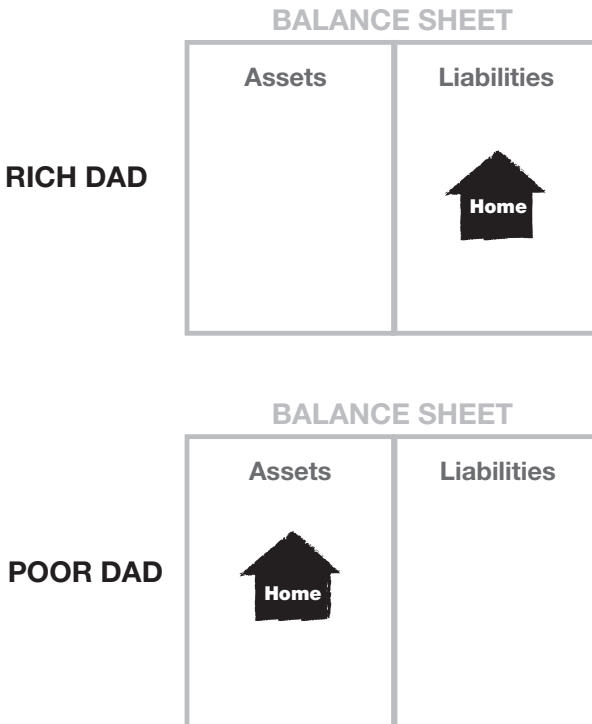 BALANCE SHEET
Assets Liabilities
RICH DAD
Home
BALANCE SHEET
Assets Liabilities
POOR DAD
Home